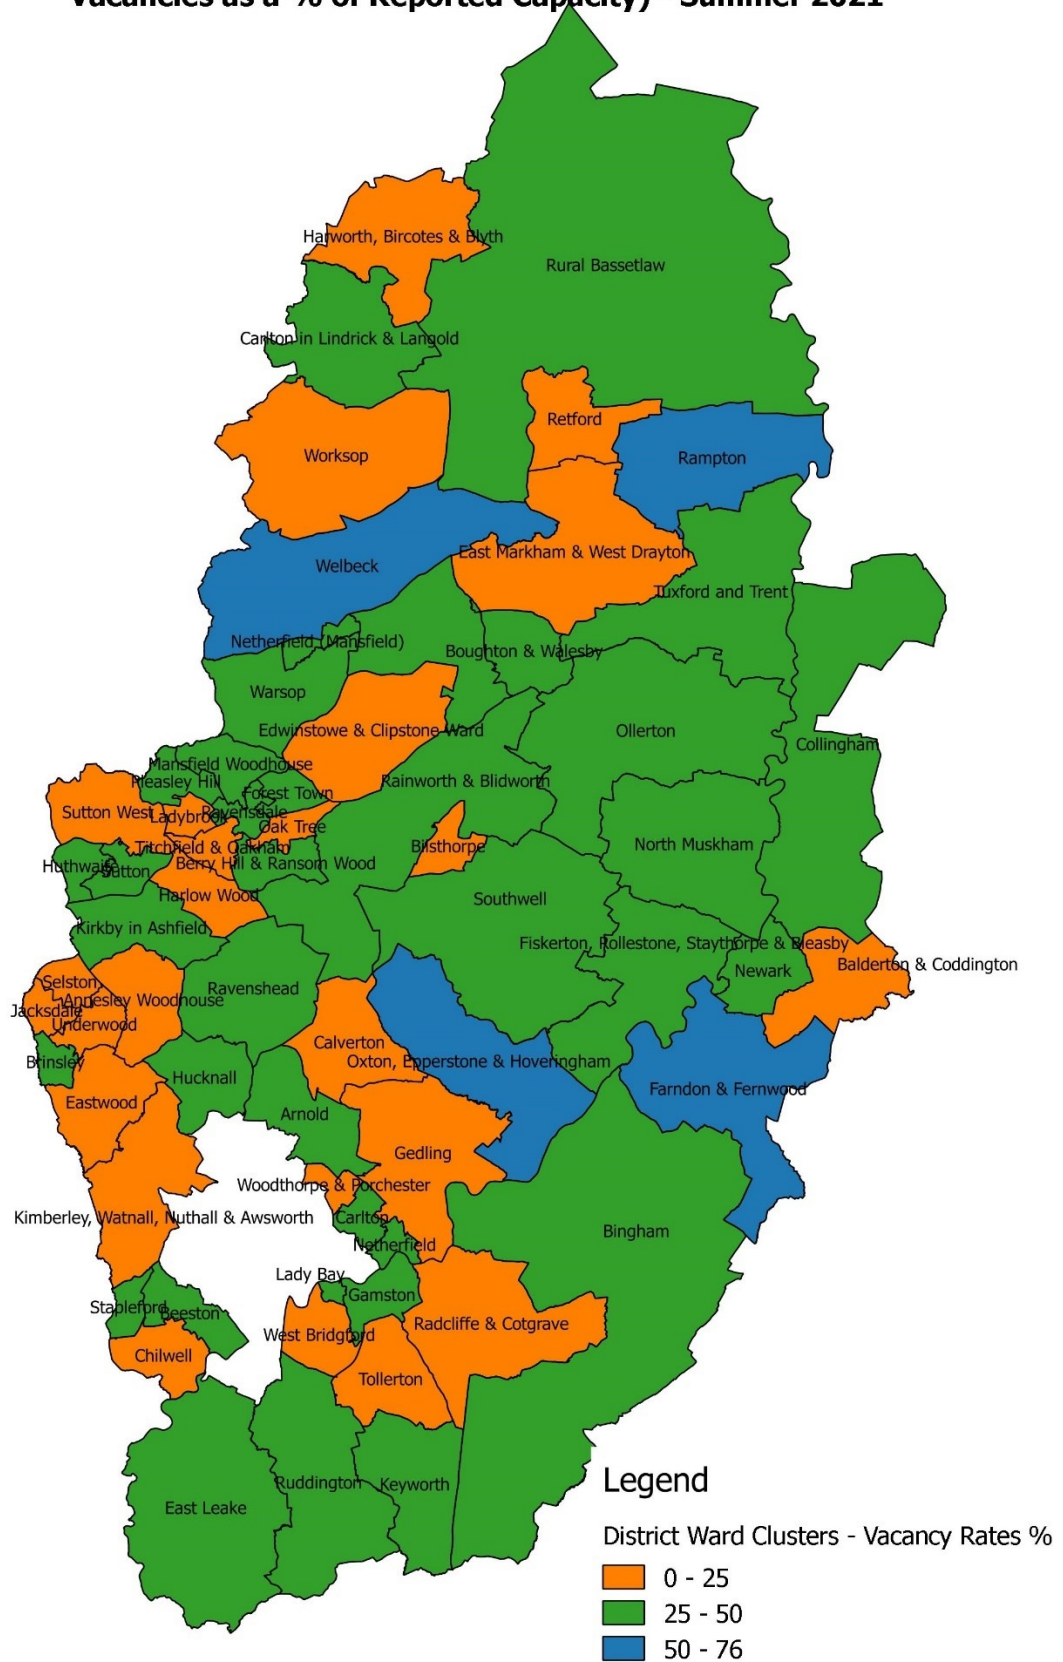 Vacancies as a % of Reported Capacity) - Summer 2021
Harworth, Bircotes & Blyth
Rural Bassetlaw
Carlton in Lindrick & Langold
Retford
Worksop
Rampton
East Markham & West Drayton
Welbeck
Tuxford and Trent
Netherfield (Mansfield)
Boughton & Walesby
Warsop
Edwinstowe & Clipstone Ward
Ollerton
Collingham
Mansfield Woodhouse
Pleasley Hill
Rainworth & Blidworth
Forest Town
Sutton West
Ladybrook
Ravensdale
Oak Tree
Titchfield & Oakham
Bilsthorpe
North Muskham
Huthwaite
Sutton
Berry Hill & Ransom Wood
Harlow Wood
Southwell
Kirkby in Ashfield
Fiskerton, Rollestone, Staythorpe & Bleasby
Balderton & Coddington
Newark
Selston
Ravenshead
Annesley Woodhouse
Jacksdale
Underwood
Calverton
Brinsley
Oxton, Epperstone & Hoveringham
Hucknall
Farndon & Fernwood
Eastwood
Arnold
Gedling
Woodthorpe & Porchester
Kimberley, Watnall, Nuthall & Awsworth
Carlton
Bingham
Netherfield
Lady Bay
Gamston
Stapleford
Beeston
West Bridgford
Radcliffe & Cotgrave
Chilwell
Tollerton
Ruddington
Keyworth
East Leake
Legend
District Ward Clusters - Vacancy Rates %
0 - 25
25 - 50
50 - 76